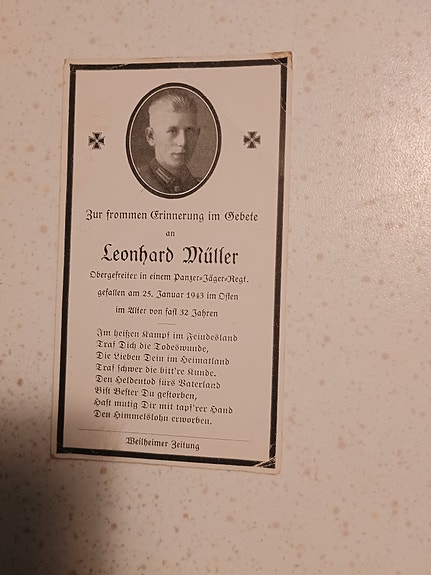 Zur frommen Erinnerung im Gebete
an
Leonhard Müller
Obergefreiter in einem Panzer-Jäger-Regt.
gefallen am 25. Januar 1943 im Osten
im Alter von fast 32 Jahren
Im heißen Kampf im Feindesland
Traf Dich die Todeswunde,
Die Lieben Dein im Heimatland
Traf schwer die bitt're Kunde.
Den Heldentod fürs Vaterland
Bist Bester Du gestorben,
Hast mutig Dir mit tapf'rer Hand
Den Himmelslohn erworben.
Weilheimer Zeitung